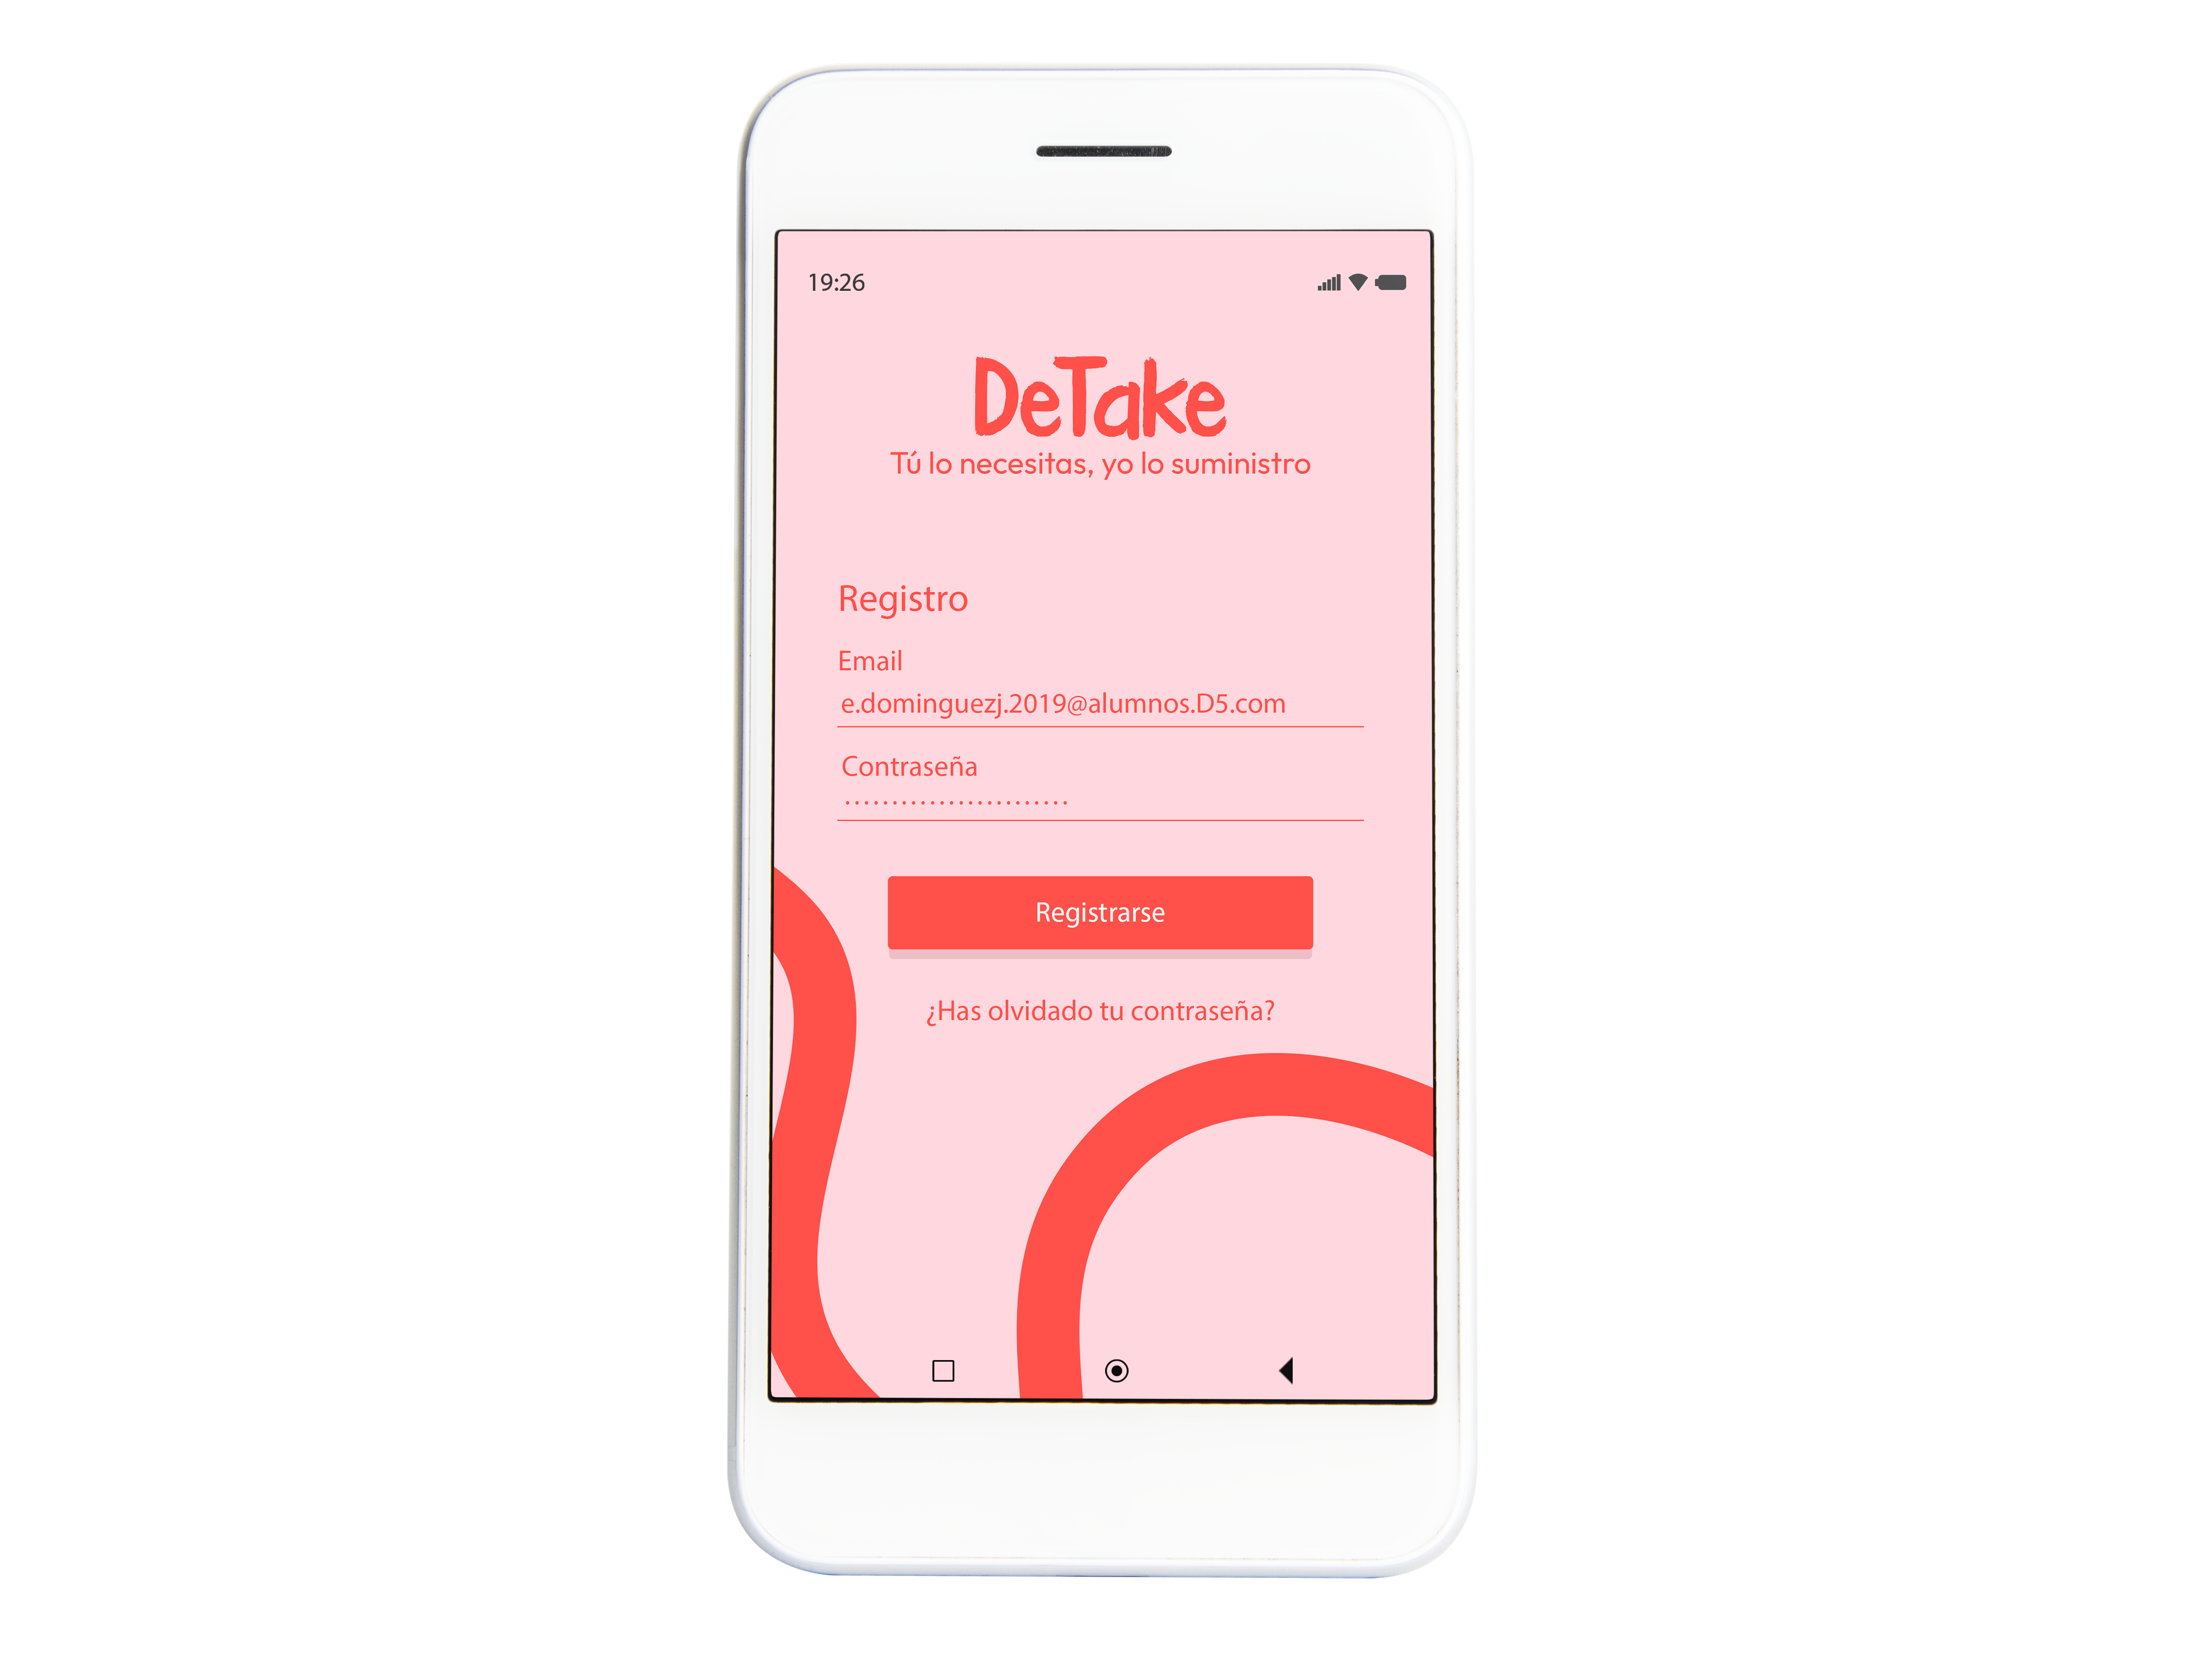 19:26
DeTake
Tú lo necesitas, yo lo suministro
Registro
Email
e.dominguezj.2019@alumnos.D5.com
Contraseña
........................
Registrarse
¿Has olvidado tu contraseña?